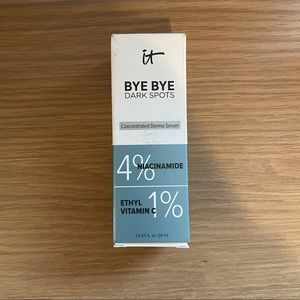 it
BYE BYE
DARK SPOTS
Concentrated Derma Serum
4% NIACINAMIDE
ETHYL
VITAMIN C 1%
1.0 US fl. oz./30 ml